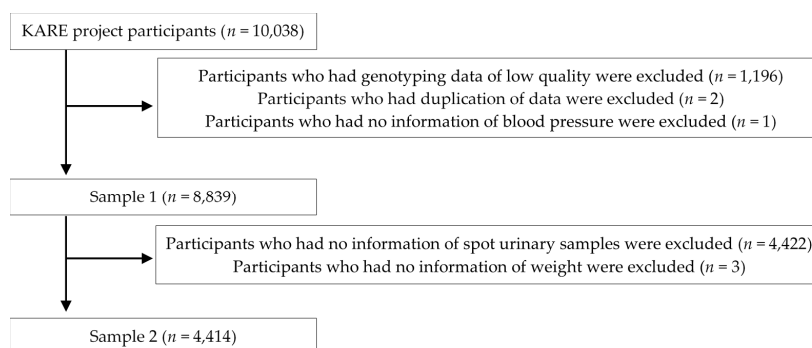 KARE project participants (n = 10,038)
Participants who had genotyping data of low quality were excluded (n = 1,196)
Participants who had duplication of data were excluded (n = 2)
Participants who had no information of blood pressure were excluded (n = 1)
Sample 1 (n = 8,839)
Participants who had no information of spot urinary samples were excluded (n = 4,422)
Participants who had no information of weight were excluded (n = 3)
Sample 2 (n = 4,414)